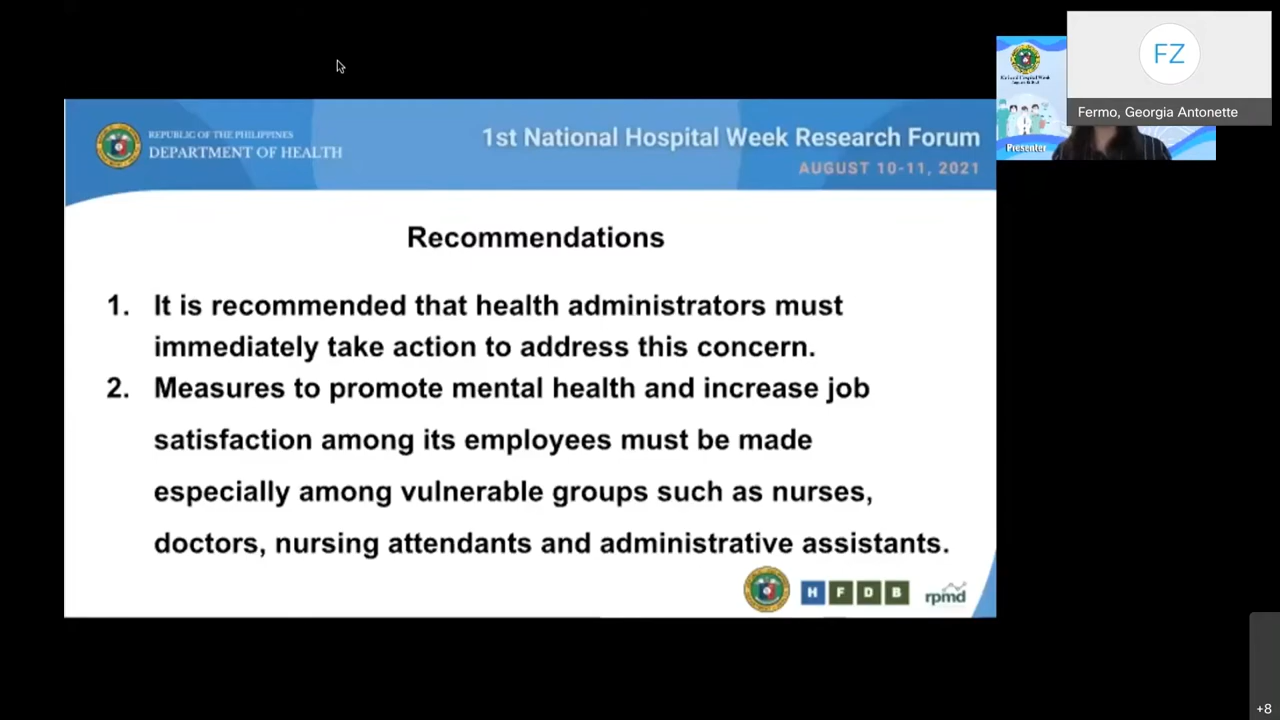 FZ
Fermo, Georgia Antonette
Presenter
REPUBLIC OF THE PHILIPPINES
DEPARTMENT OF HEALTH
1st National Hospital Week Research Forum
AUGUST 10-11, 2021
Recommendations
1. It is recommended that health administrators must
immediately take action to address this concern.
2. Measures to promote mental health and increase job
satisfaction among its employees must be made
especially among vulnerable groups such as nurses,
doctors, nursing attendants and administrative assistants.
H F D B
rpmd
+8